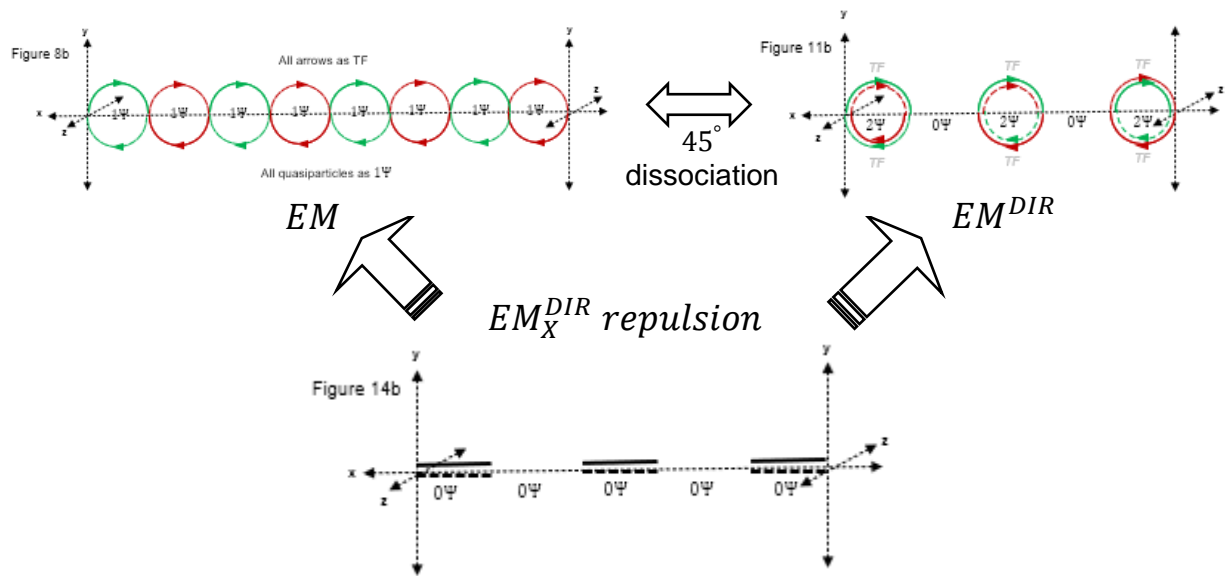 y
y
Figure 8b
All arrows as TF
x
1Ψ 1Ψ 1Ψ 1Ψ 1Ψ 1Ψ 1Ψ 1Ψ
z
z
All quasiparticles as 1Ψ
EM
45°
dissociation
Figure 11b
TF TF TF
x
2Ψ 0Ψ 2Ψ 0Ψ 2Ψ
z
z
TF TF TF
EM^DIR
EM_X^DIR repulsion
y
y
Figure 14b
x
z
z
0Ψ 0Ψ 0Ψ 0Ψ 0Ψ